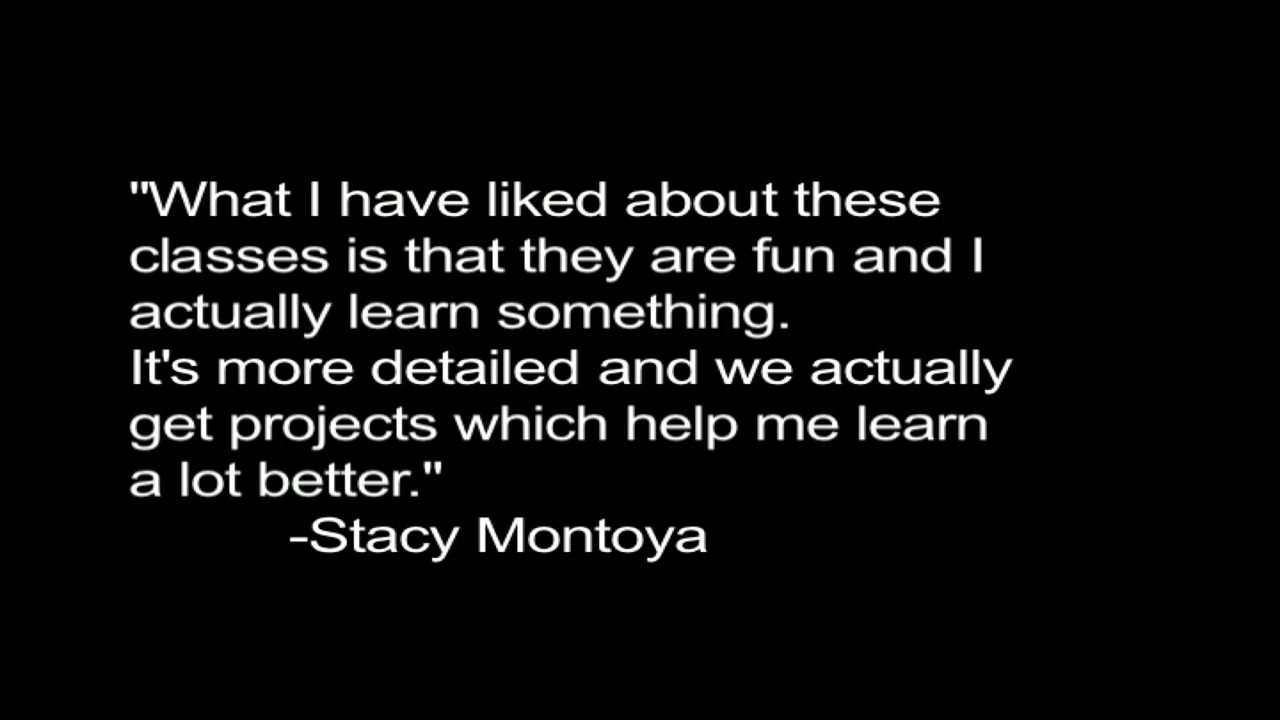 "What I have liked about these
classes is that they are fun and I
actually learn something.
It's more detailed and we actually
get projects which help me learn
a lot better."
-Stacy Montoya